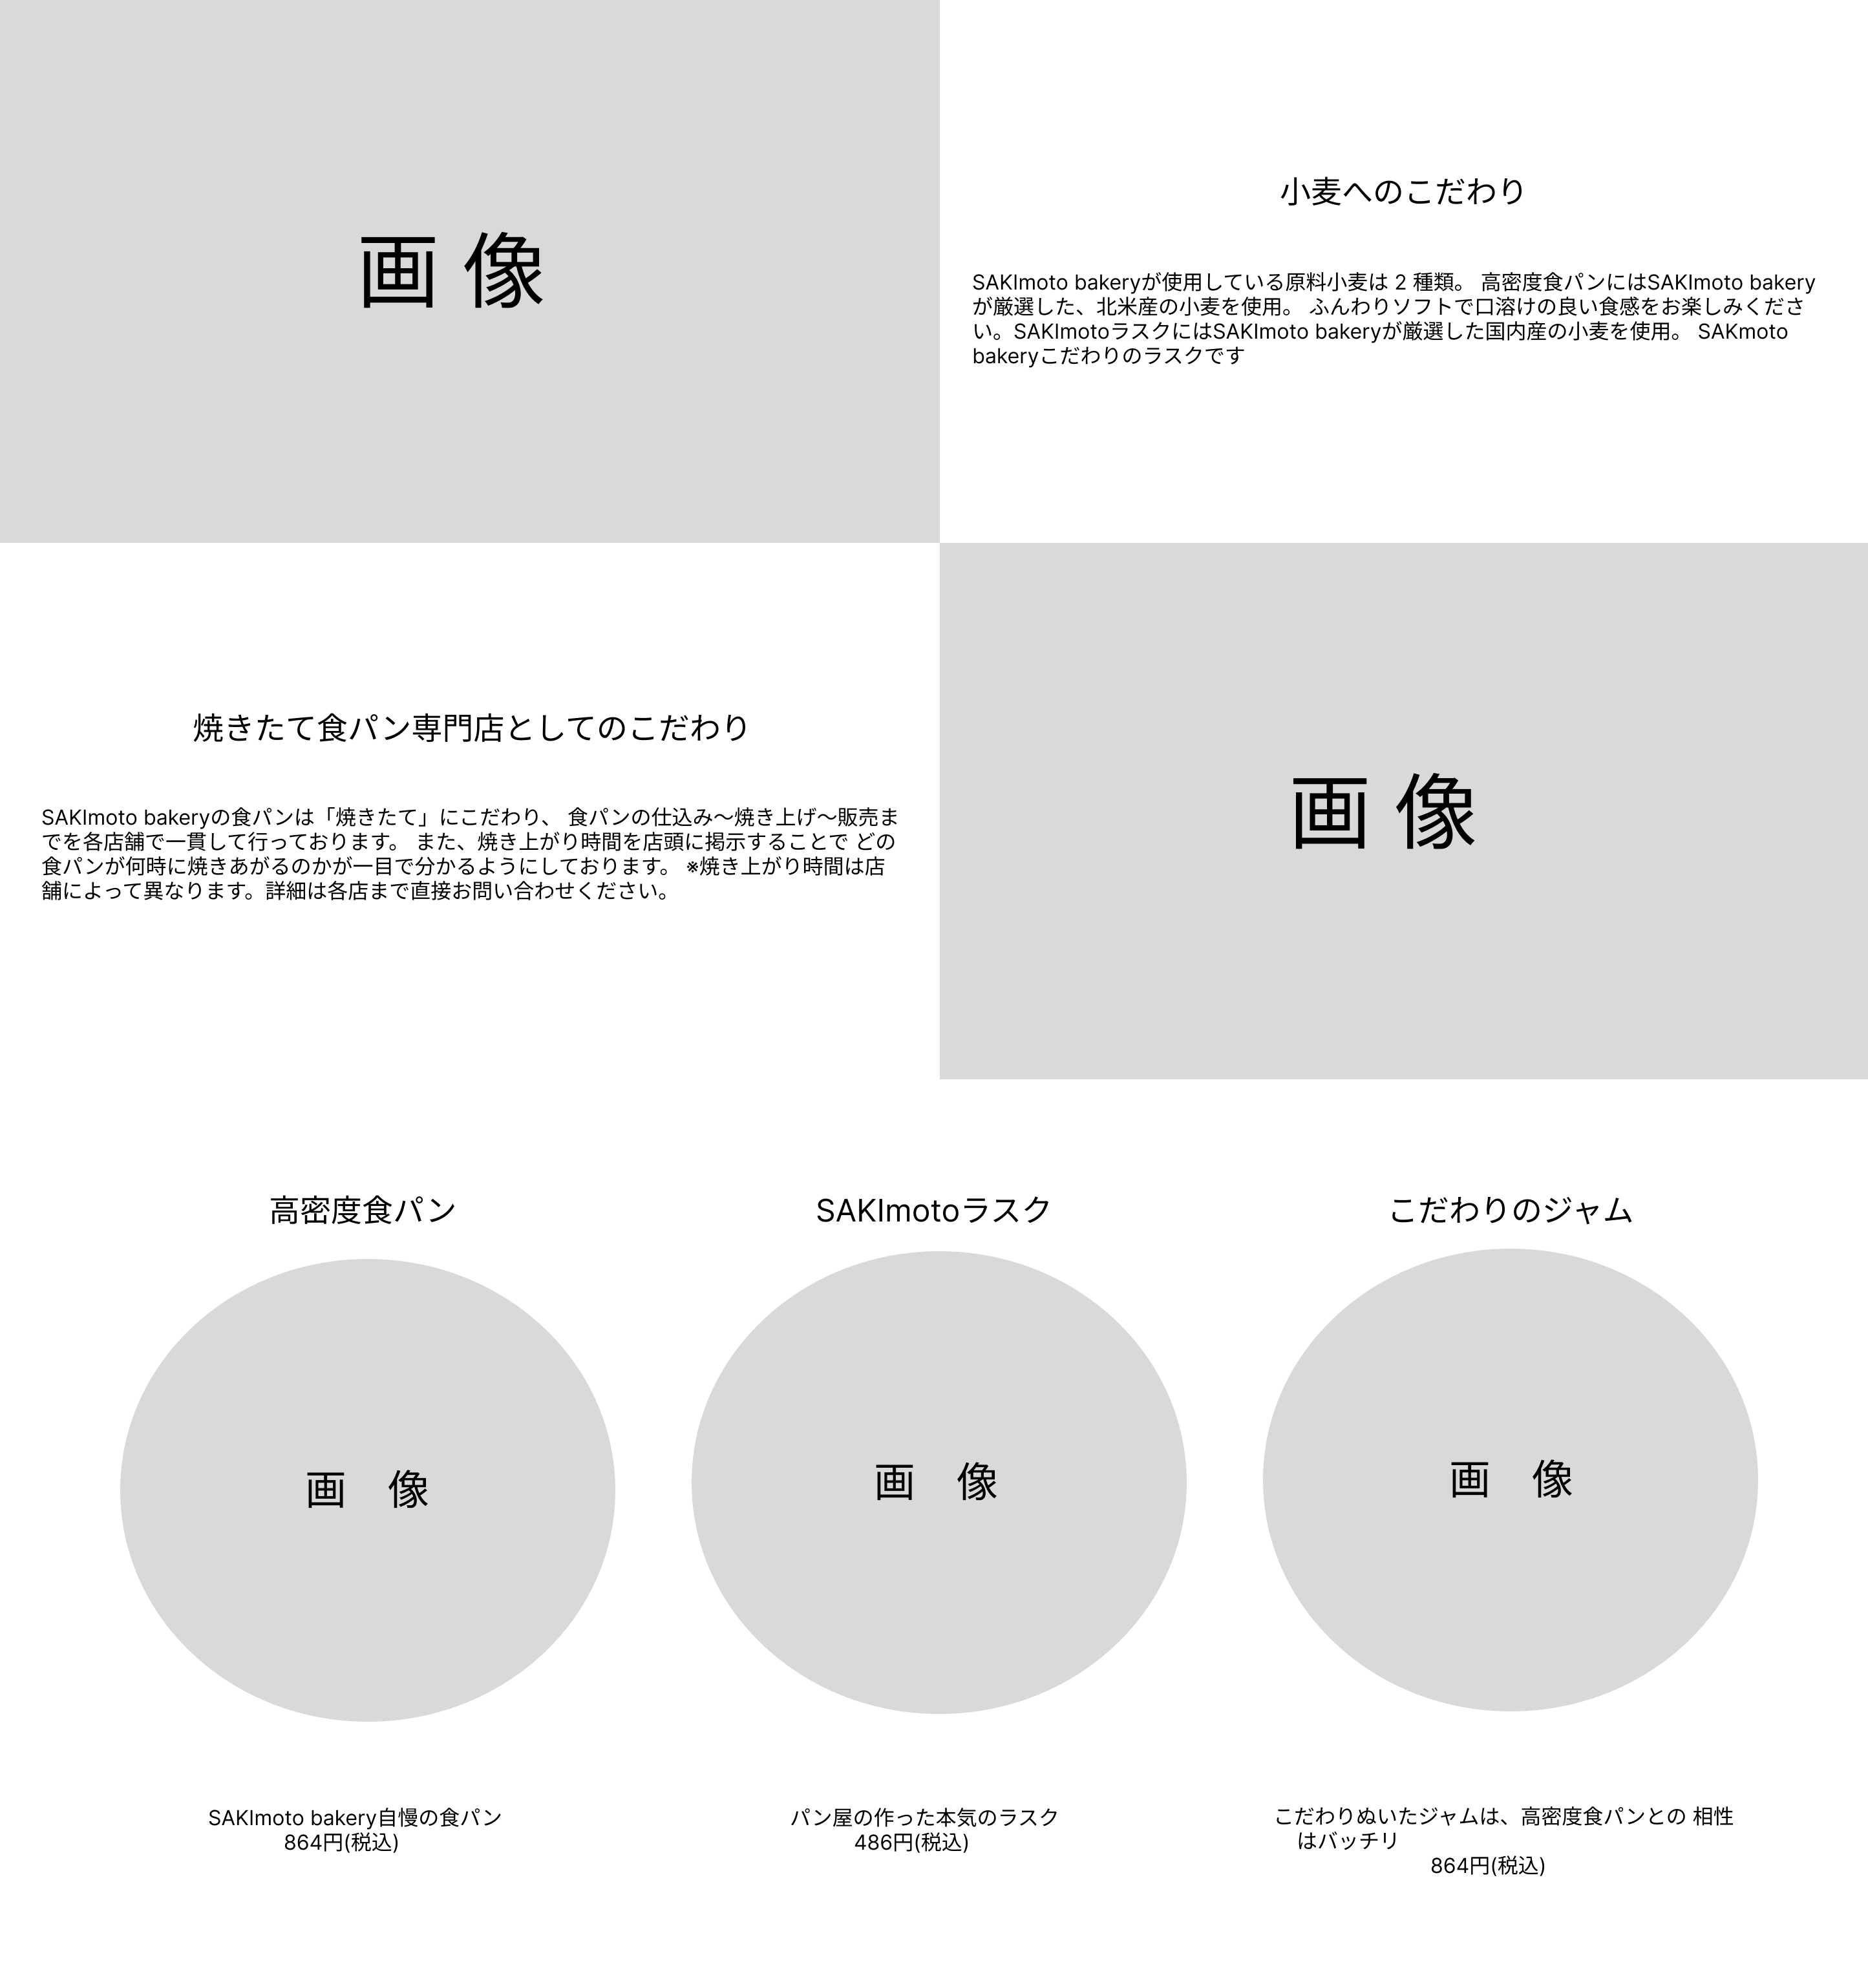 画 像
小麦へのこだわり
SAKImoto bakeryが使用している原料小麦は 2 種類。 高密度食パンにはSAKImoto bakery
が厳選した、北米産の小麦を使用。 ふんわりソフトで口溶けの良い食感をお楽しみくださ
い。SAKImotoラスクにはSAKImoto bakeryが厳選した国内産の小麦を使用。 SAKmoto
bakeryこだわりのラスクです
焼きたて食パン専門店としてのこだわり
SAKImoto bakeryの食パンは「焼きたて」にこだわり、 食パンの仕込み〜焼き上げ〜販売ま
でを各店舗で一貫して行っております。 また、焼き上がり時間を店頭に掲示することで どの
食パンが何時に焼きあがるのかが一目で分かるようにしております。 ※焼き上がり時間は店
舗によって異なります。詳細は各店まで直接お問い合わせください。
画 像
高密度食パン
画　像
SAKImoto bakery自慢の食パン
864円(税込)
SAKImotoラスク
画　像
パン屋の作った本気のラスク
486円(税込)
こだわりのジャム
画　像
こだわりぬいたジャムは、高密度食パンとの 相性
はバッチリ
864円(税込)